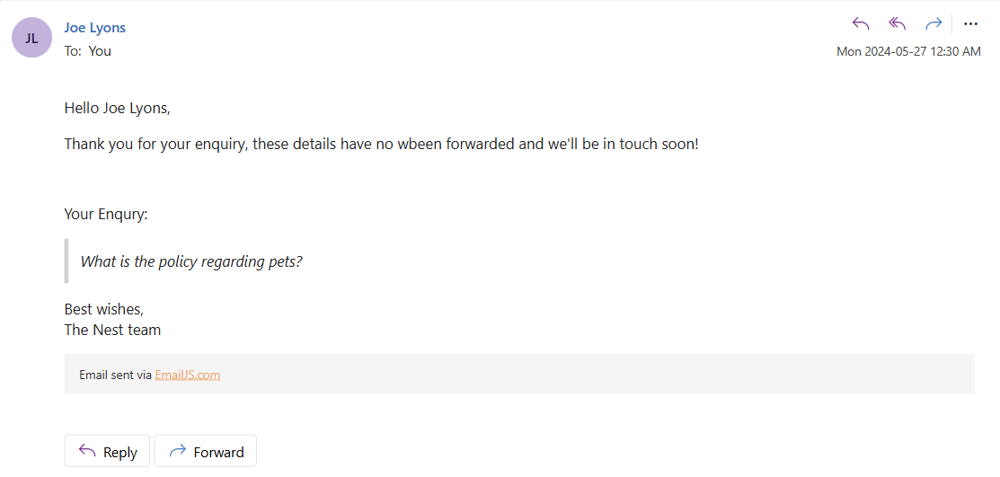 JL
Joe Lyons
To: You
Mon 2024-05-27 12:30 AM
Hello Joe Lyons,
Thank you for your enquiry, these details have no wbeen forwarded and we'll be in touch soon!
Your Enqury:
What is the policy regarding pets?
Best wishes,
The Nest team
Email sent via EmailJS.com
Reply
Forward